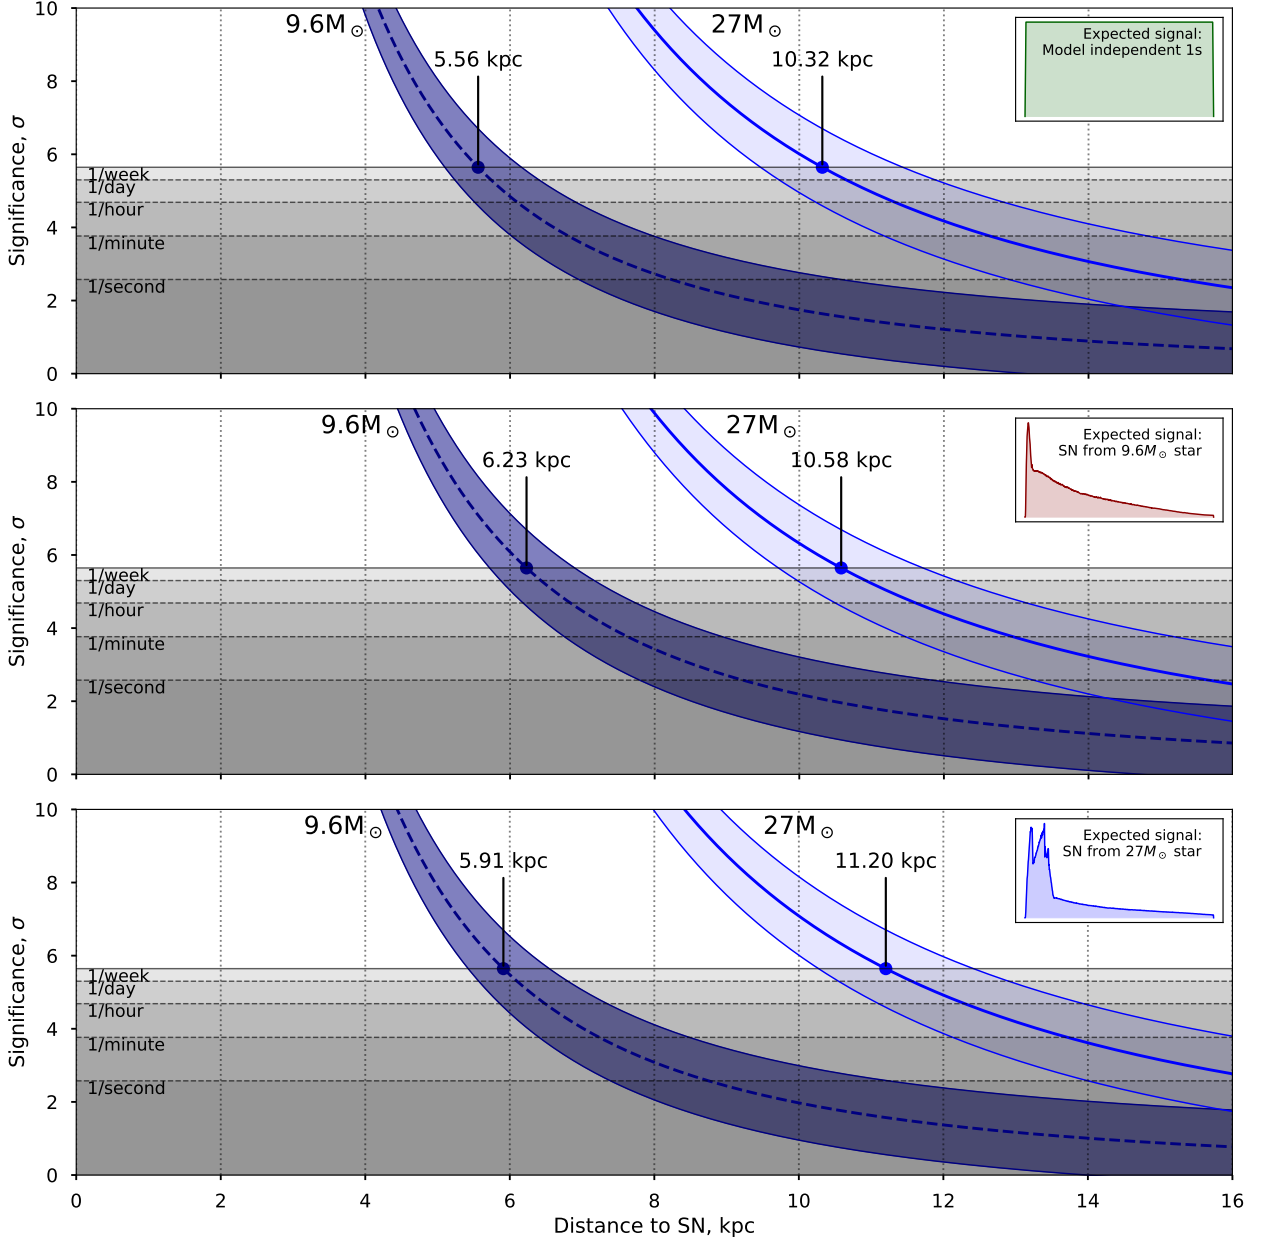 10
8
6
4
2
0
Significance, σ
9.6M⊙
27M⊙
5.56 kpc
10.32 kpc
Expected signal:
Model independent 1s
1/week
1/day
1/hour
1/minute
1/second
10
8
6
4
2
0
Significance, σ
9.6M⊙
27M⊙
6.23 kpc
10.58 kpc
Expected signal:
SN from 9.6M⊙ star
1/week
1/day
1/hour
1/minute
1/second
10
8
6
4
2
0
Significance, σ
9.6M⊙
27M⊙
5.91 kpc
11.20 kpc
Expected signal:
SN from 27M⊙ star
1/week
1/day
1/hour
1/minute
1/second
0 2 4 6 8 10 12 14 16
Distance to SN, kpc